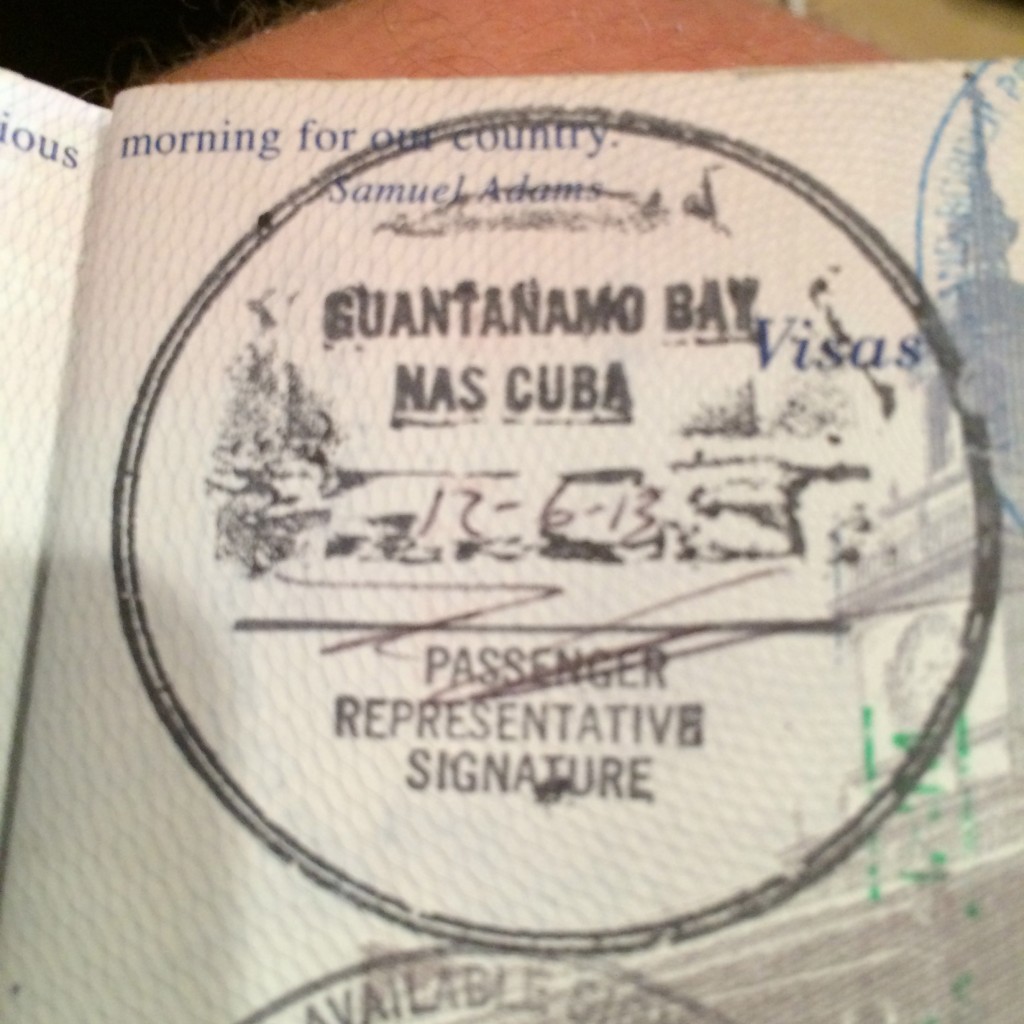 ious morning for our country.
Samuel Adams
GUANTANAMO BAY
NAS CUBA
Visas
12-6-13
PASSENGER
REPRESENTATIVE
SIGNATURE
AVAILABLE